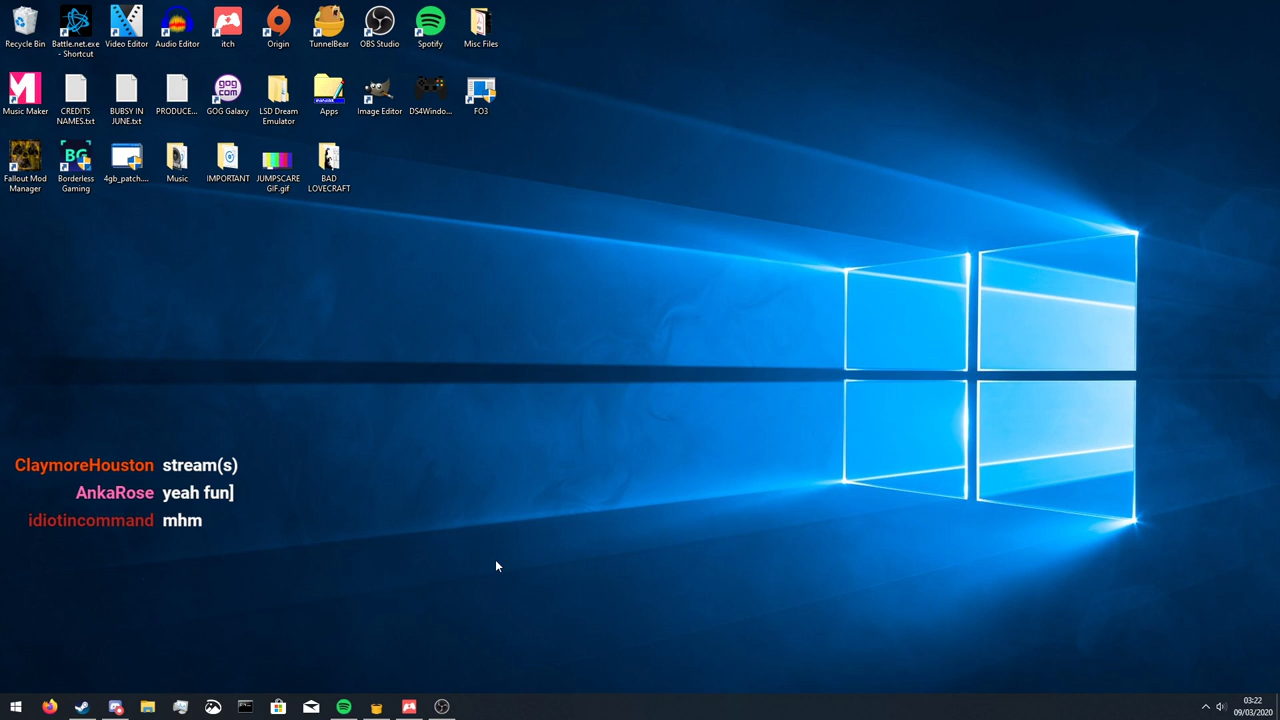 Recycle Bin
Battle.net.exe
- Shortcut
Video Editor
Audio Editor
itch
Origin
TunnelBear
OBS Studio
Spotify
Misc Files
Music Maker
CREDITS
NAMES.txt
BUBSY IN
JUNE.txt
PRODUCE...
gog
com
GOG Galaxy
LSD Dream
Emulator
Apps
Image Editor
DS4Windo...
FO3
Fallout Mod
Manager
BG
Borderless
Gaming
4gb_patch....
Music
IMPORTANT
JUMPSCARE
GIF.gif
BAD
LOVECRAFT
ClaymoreHouston stream(s)
AnkaRose yeah fun]
idiotincommand mhm
03:22
09/03/2020